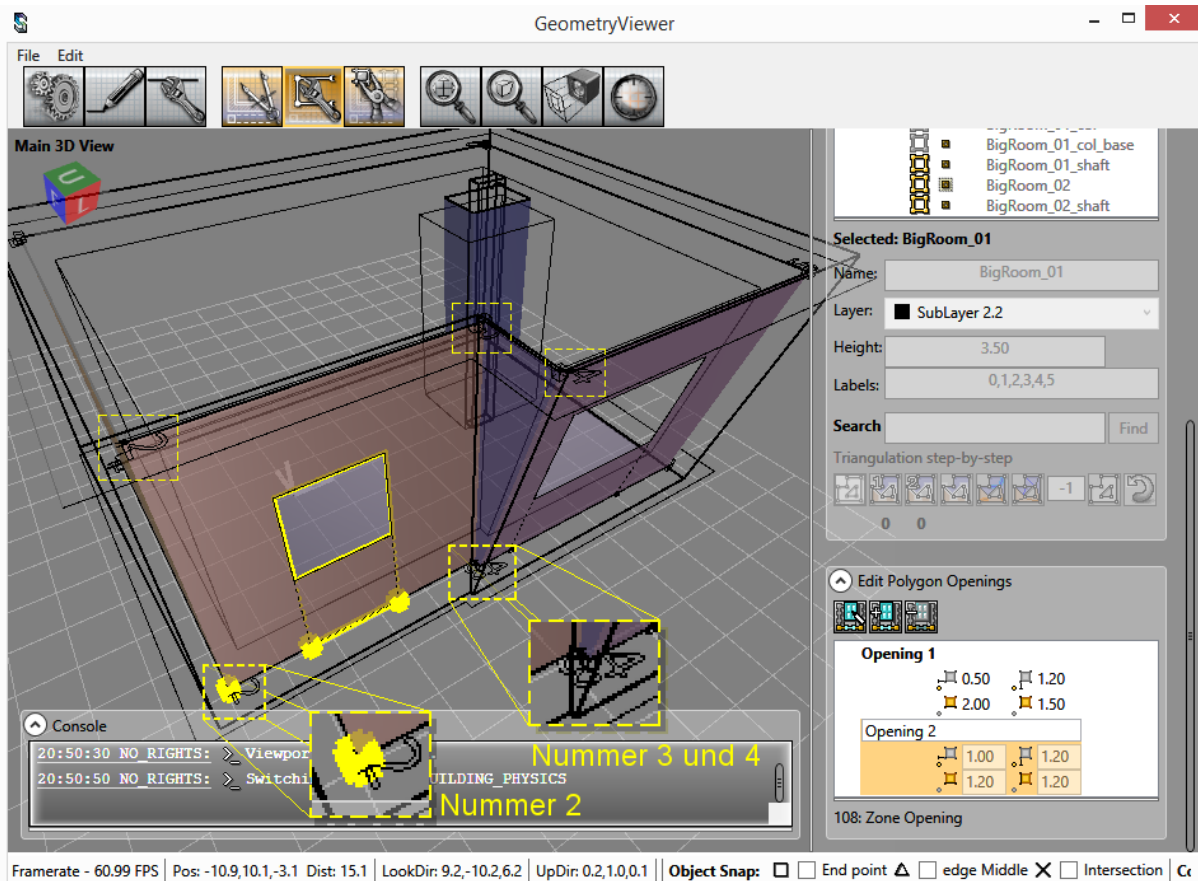 GeometryViewer
File Edit
Main 3D View
U
L
BigRoom_01_col_base
BigRoom_01_shaft
BigRoom_02
BigRoom_02_shaft
Selected: BigRoom_01
Name: BigRoom_01
Layer: SubLayer 2.2
Height: 3.50
Labels: 0,1,2,3,4,5
Search Find
Triangulation step-by-step
1 2 -1
0 0
Edit Polygon Openings
Opening 1
0.50 1.20
2.00 1.50
Opening 2
1.00 1.20
1.20 1.20
108: Zone Opening
Console
20:50:30 NO_RIGHTS: >_ Viewpor
20:50:50 NO_RIGHTS: >_ Switchi UILDING_PHYSICS
Nummer 3 und 4
Nummer 2
Framerate - 60.99 FPS Pos: -10.9,10.1,-3.1 Dist: 15.1 LookDir: 9.2,-10.2,6.2 UpDir: 0.2,1.0,0.1 Object Snap: End point edge Middle Intersection